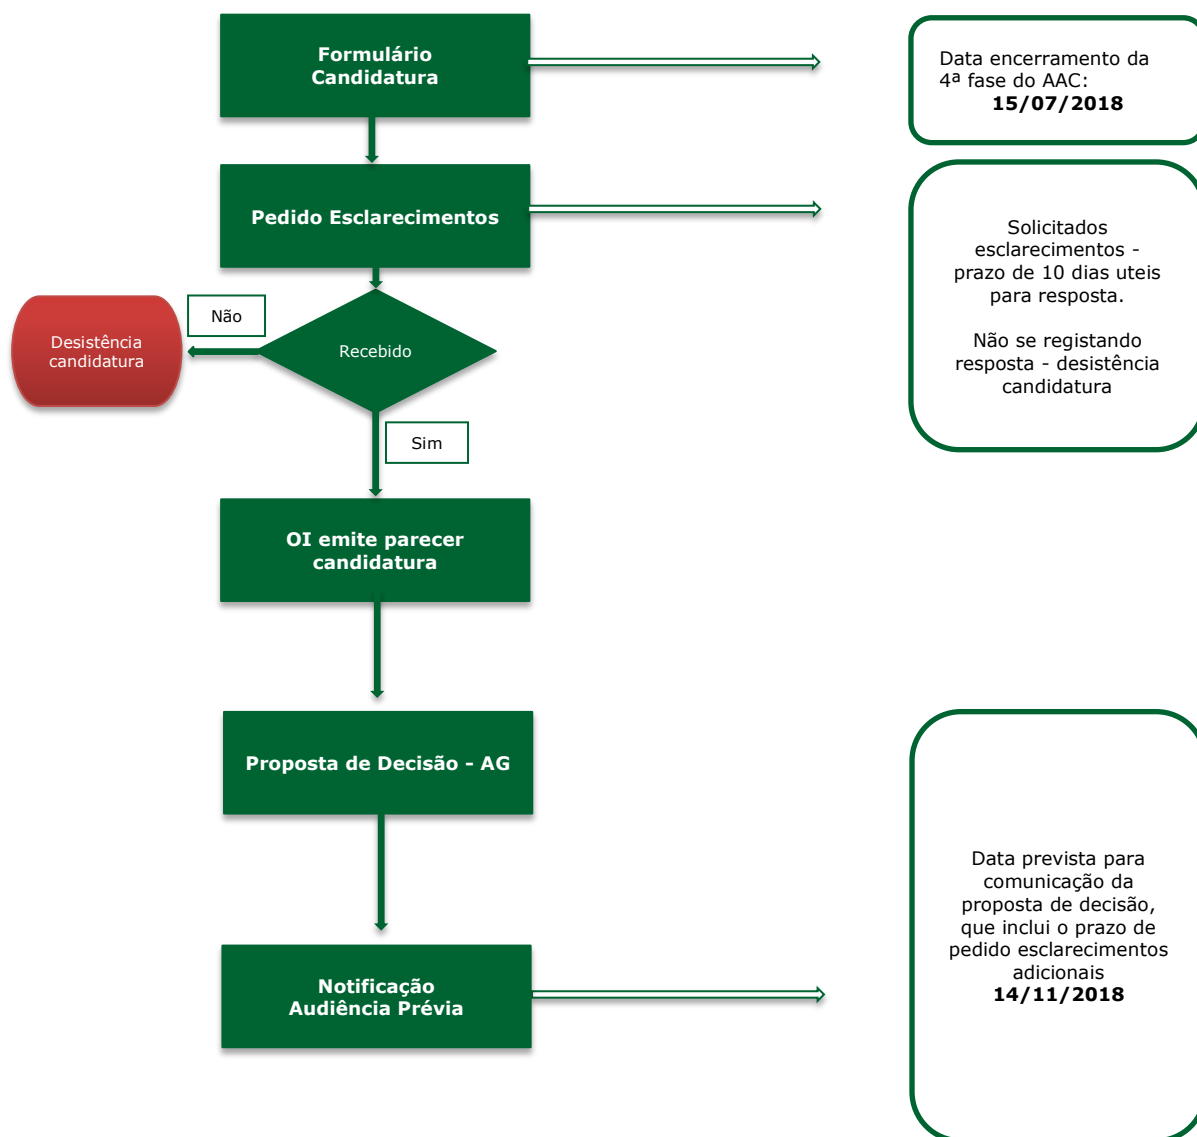 Formulário
Candidatura
Data encerramento da
4ª fase do AAC:
15/07/2018
Pedido Esclarecimentos
Solicitados
esclarecimentos -
prazo de 10 dias uteis
para resposta.
Não se registando
resposta - desistência
candidatura
Não
Desistência
candidatura
Recebido
Sim
OI emite parecer
candidatura
Proposta de Decisão - AG
Notificação
Audiência Prévia
Data prevista para
comunicação da
proposta de decisão,
que inclui o prazo de
pedido esclarecimentos
adicionais
14/11/2018